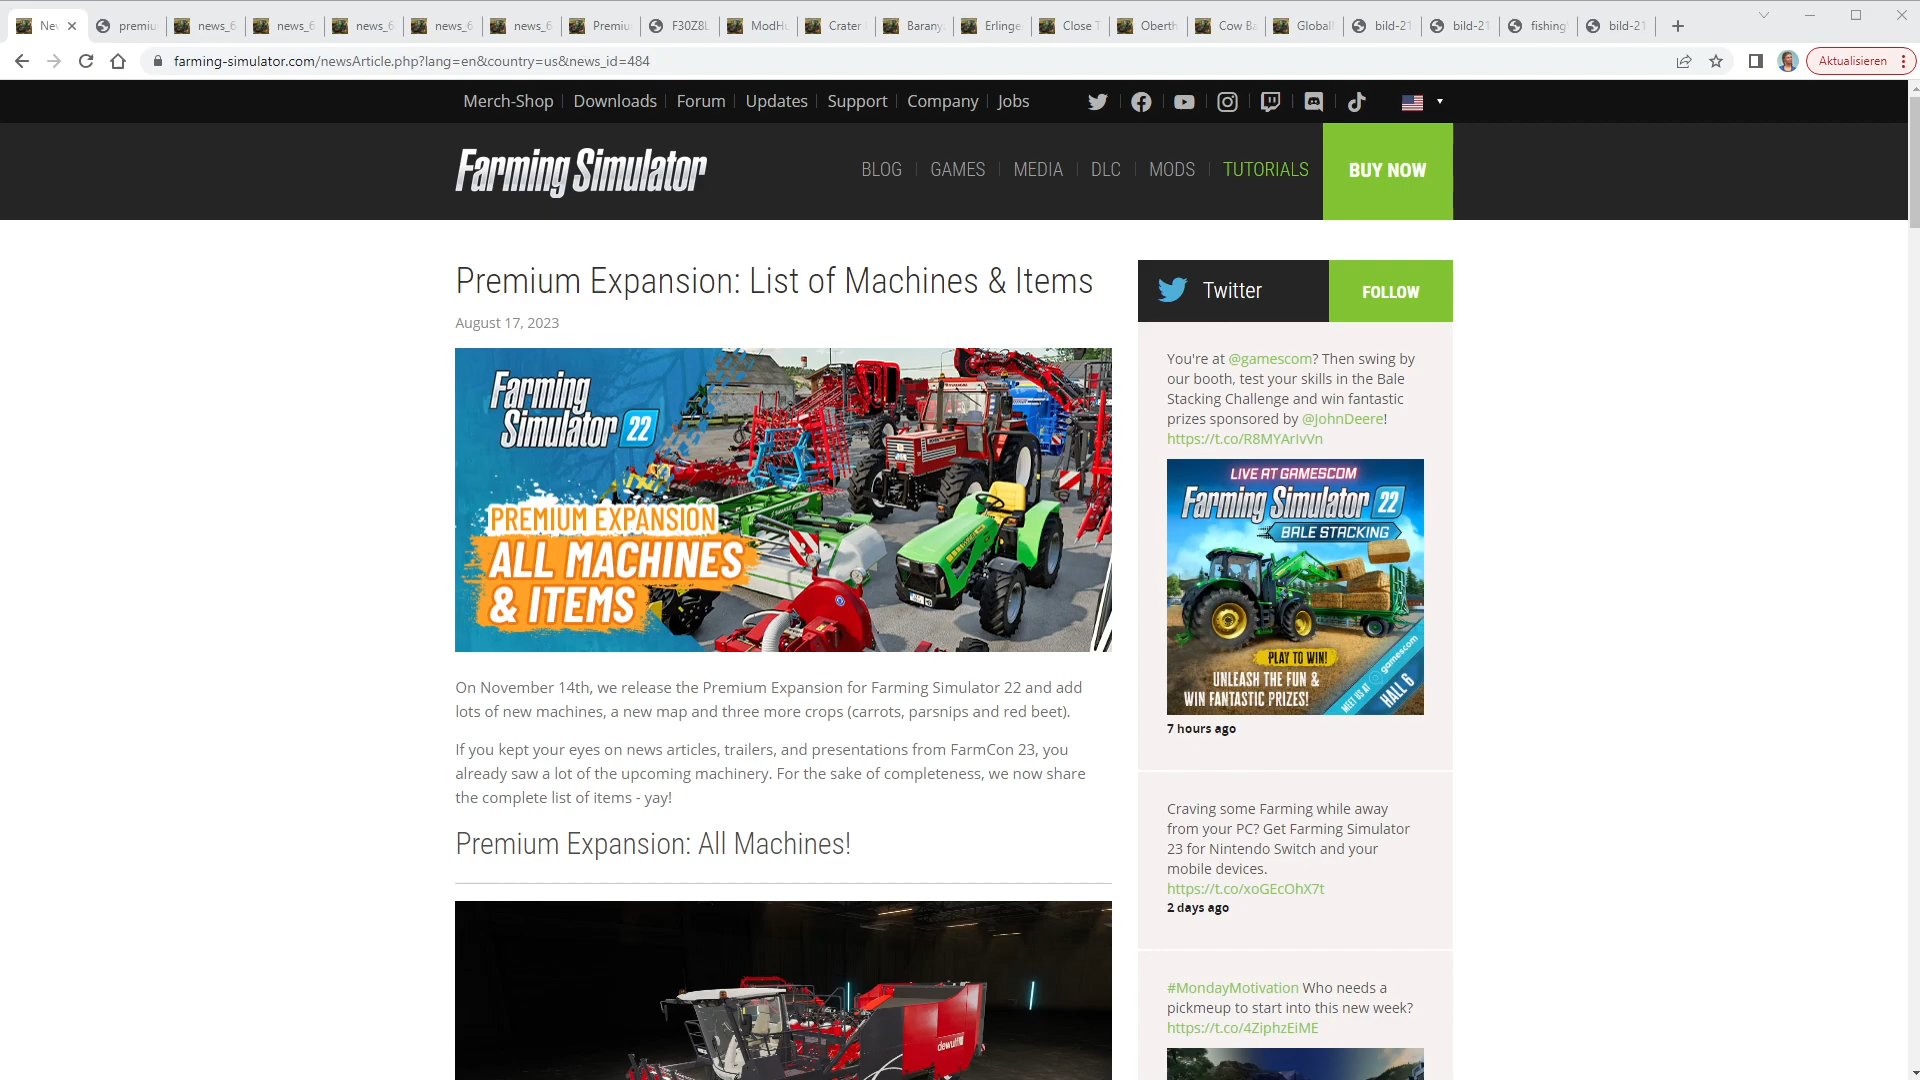 New
premiu
news_6
news_6
news_6
news_6
news_6
Premiu
F30Z8L
ModHu
Crater
Barany
Erlinge
Close T
Oberth
Cow Ba
Global
bild-21
bild-21
fishing
bild-21
farming-simulator.com/newsArticle.php?lang=en&country=us&news_id=484
Aktualisieren
Merch-Shop
Downloads
Forum
Updates
Support
Company
Jobs
Farming Simulator
BLOG
GAMES
MEDIA
DLC
MODS
TUTORIALS
BUY NOW
Premium Expansion: List of Machines & Items
August 17, 2023
Farming
Simulator 22
PREMIUM EXPANSION
ALL MACHINES
& ITEMS
On November 14th, we release the Premium Expansion for Farming Simulator 22 and add
lots of new machines, a new map and three more crops (carrots, parsnips and red beet).
If you kept your eyes on news articles, trailers, and presentations from FarmCon 23, you
already saw a lot of the upcoming machinery. For the sake of completeness, we now share
the complete list of items - yay!
Premium Expansion: All Machines!
dewulf
Twitter
FOLLOW
You're at @gamescom? Then swing by
our booth, test your skills in the Bale
Stacking Challenge and win fantastic
prizes sponsored by @JohnDeere!
https://t.co/R8MYArIvVn
LIVE AT GAMESCOM
Farming Simulator 22
BALE STACKING
PLAY TO WIN!
UNLEASH THE FUN &
WIN FANTASTIC PRIZES!
MEET US AT gamescom
HALL 6
7 hours ago
Craving some Farming while away
from your PC? Get Farming Simulator
23 for Nintendo Switch and your
mobile devices.
https://t.co/xoGEcOhX7t
2 days ago
#MondayMotivation Who needs a
pickmeup to start into this new week?
https://t.co/4ZiphzEiME